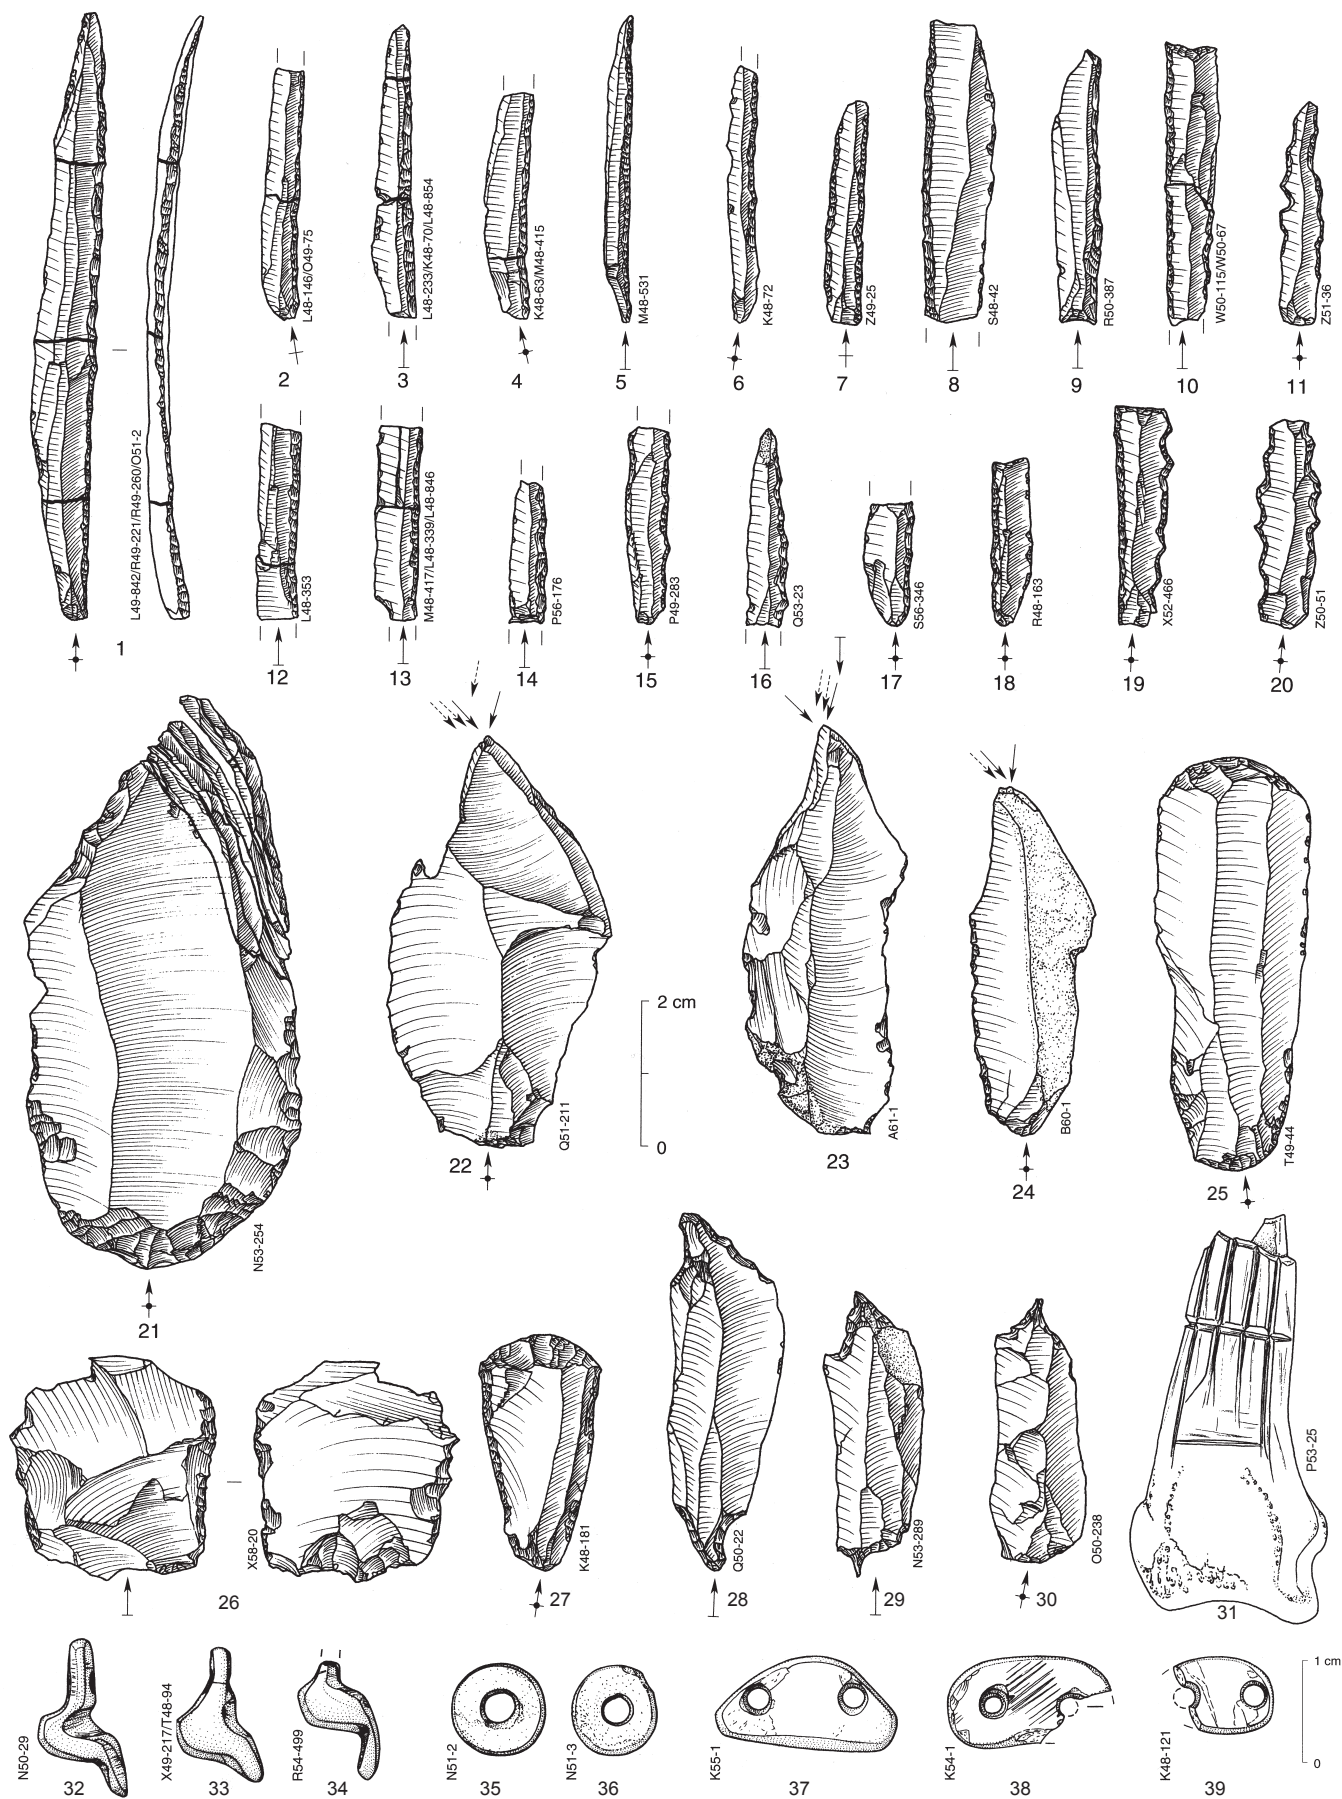 L49-842/R49-221/R49-260/O51-2
1
L48-146/O49-75
2
L48-233/K48-70/L48-854
3
K48-63/M48-415
4
M48-531
5
K48-72
6
Z49-25
7
S48-42
8
R50-387
9
W50-115/W50-67
10
Z51-36
11
L48-353
12
M48-417/L48-339/L48-846
13
P56-176
14
P49-283
15
Q53-23
16
S56-346
17
R48-163
18
X52-466
19
Z50-51
20
N53-254
21
Q51-211
22
2 cm
0
A61-1
23
B60-1
24
T49-44
25
X58-20
26
K48-181
27
Q50-22
28
N53-289
29
O50-238
30
P53-25
31
N50-29
32
X49-217/T48-94
33
R54-499
34
N51-2
35
N51-3
36
K55-1
37
K54-1
38
K48-121
39
1 cm
0